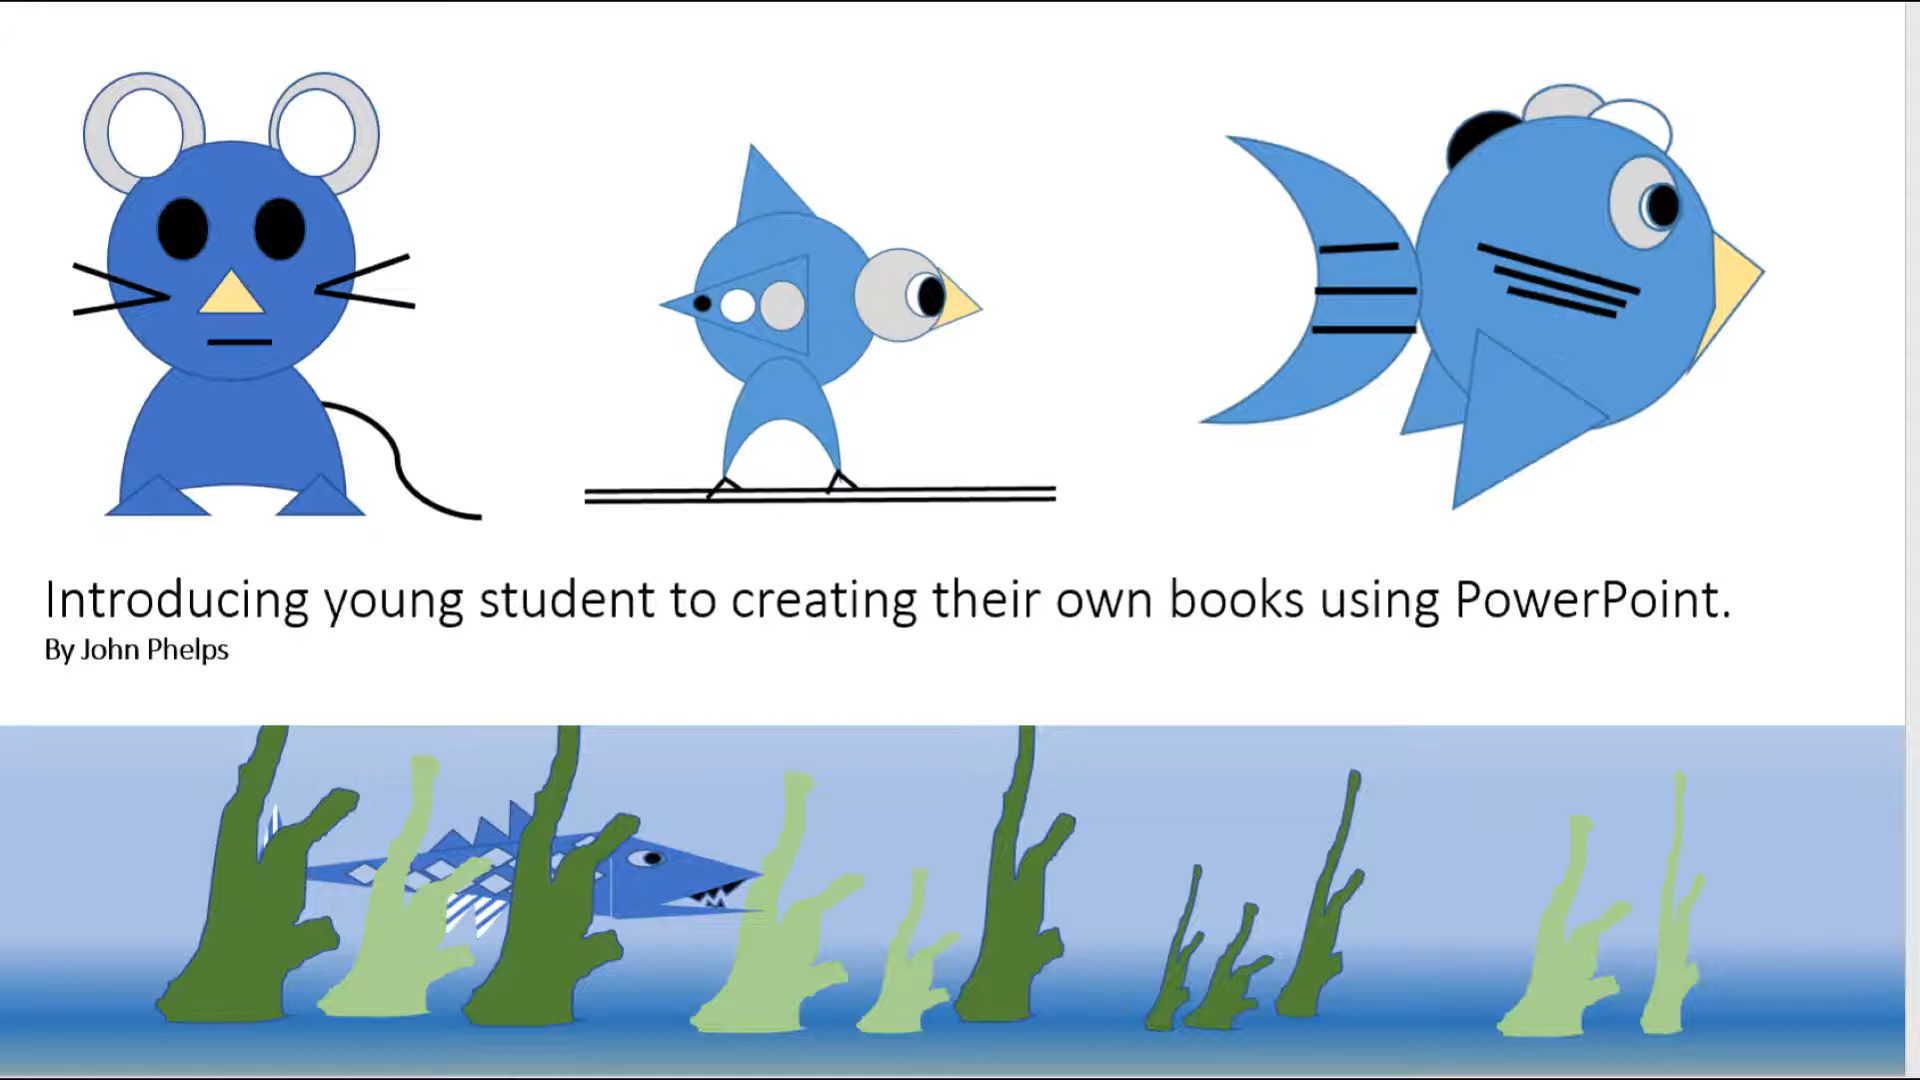 Introducing young student to creating their own books using PowerPoint.
By John Phelps